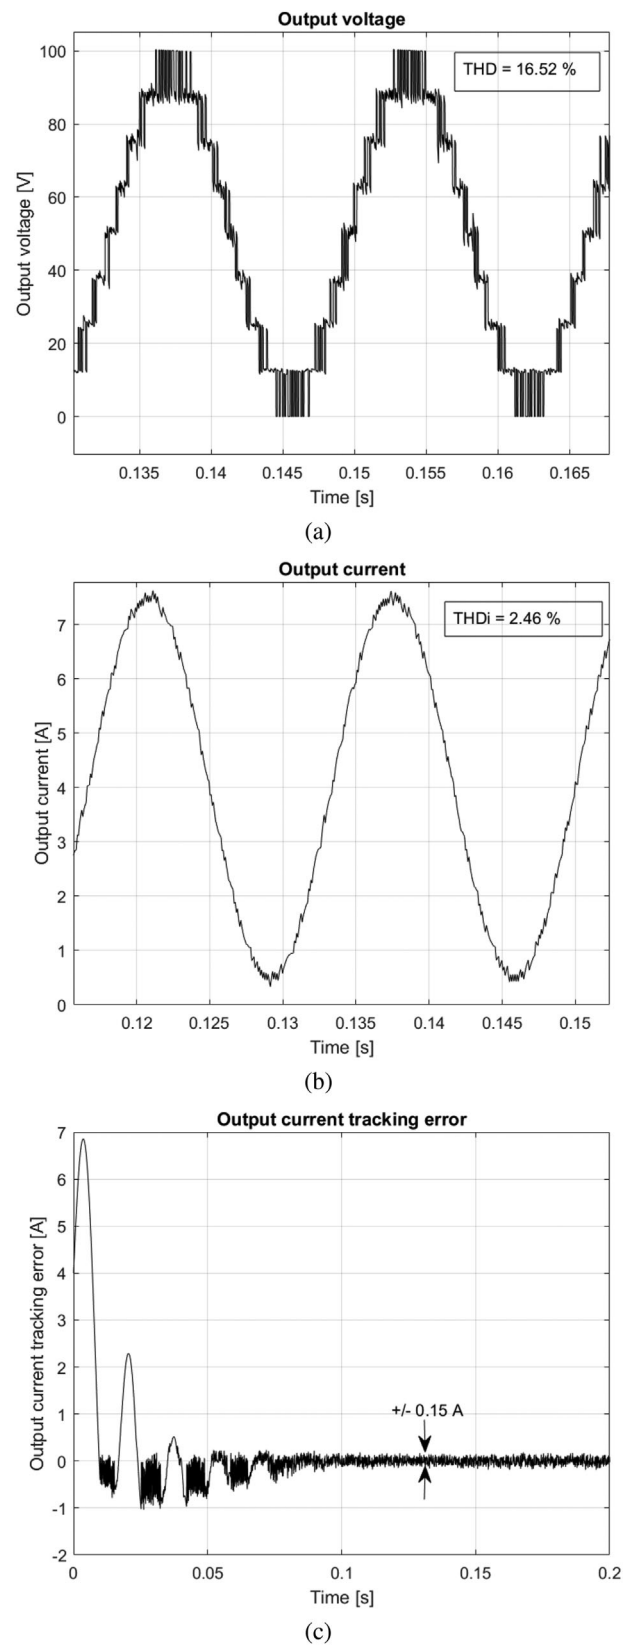 Output voltage
100
80
60
40
20
0
Output voltage [V]
THD = 16.52 %
0.135 0.14 0.145 0.15 0.155 0.16 0.165
Time [s]
(a)
Output current
7
6
5
4
3
2
1
0
Output current [A]
THDi = 2.46 %
0.12 0.125 0.13 0.135 0.14 0.145 0.15
Time [s]
(b)
Output current tracking error
7
6
5
4
3
2
1
0
-1
-2
Output current tracking error [A]
+/- 0.15 A
0 0.05 0.1 0.15 0.2
Time [s]
(c)